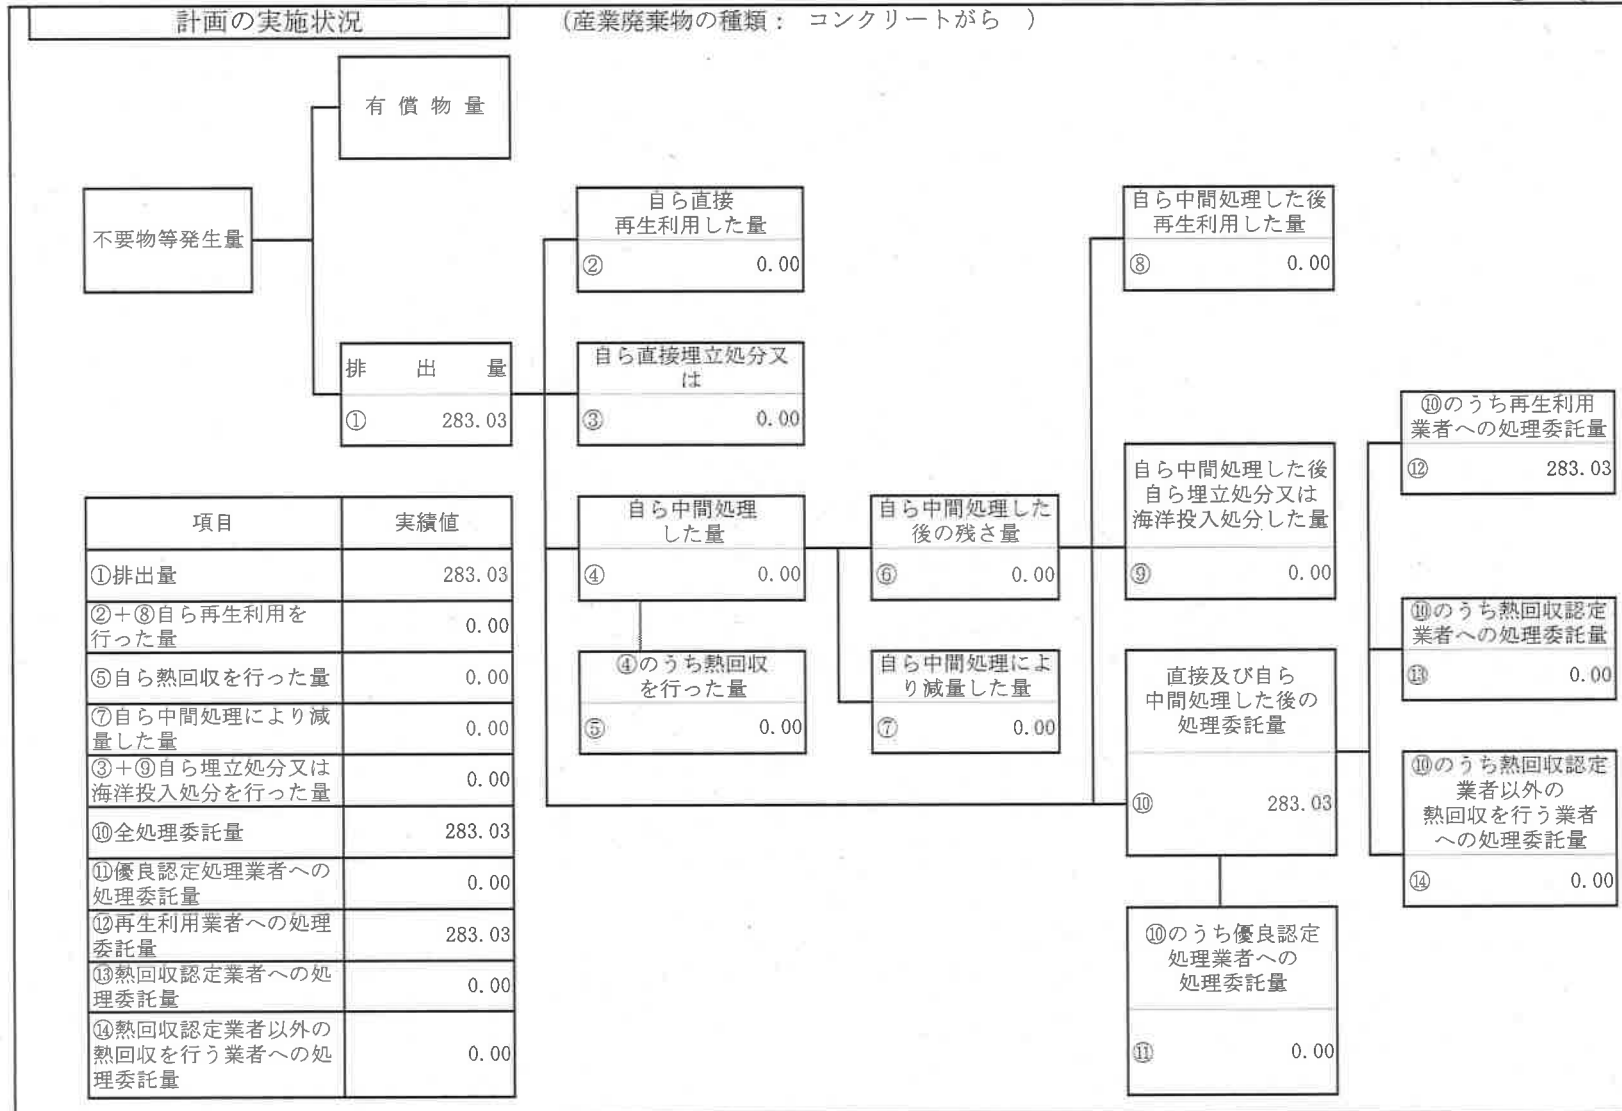 計画の実施状況
(産業廃棄物の種類： コンクリートがら )
有 償 物 量
不要物等発生量
排 出 量
① 283.03
自ら直接
再生利用した量
② 0.00
自ら直接埋立処分又
は
③ 0.00
自ら中間処理
した量
④ 0.00
④のうち熱回収
を行った量
⑤ 0.00
自ら中間処理した
後の残さ量
⑥ 0.00
自ら中間処理によ
り減量した量
⑦ 0.00
自ら中間処理した後
再生利用した量
⑧ 0.00
自ら中間処理した後
自ら埋立処分又は
海洋投入処分した量
⑨ 0.00
直接及び自ら
中間処理した後の
処理委託量
⑩ 283.03
⑩のうち優良認定
処理業者への
処理委託量
⑪ 0.00
⑩のうち再生利用
業者への処理委託量
⑫ 283.03
⑩のうち熱回収認定
業者への処理委託量
⑬ 0.00
⑩のうち熱回収認定
業者以外の
熱回収を行う業者
への処理委託量
⑭ 0.00
項目 実績値
①排出量 283.03
②＋⑧自ら再生利用を
行った量 0.00
⑤自ら熱回収を行った量 0.00
⑦自ら中間処理により減
量した量 0.00
③＋⑨自ら埋立処分又は
海洋投入処分を行った量 0.00
⑩全処理委託量 283.03
⑪優良認定処理業者への
処理委託量 0.00
⑫再生利用業者への処理
委託量 283.03
⑬熱回収認定業者への処
理委託量 0.00
⑭熱回収認定業者以外の
熱回収を行う業者への処
理委託量 0.00